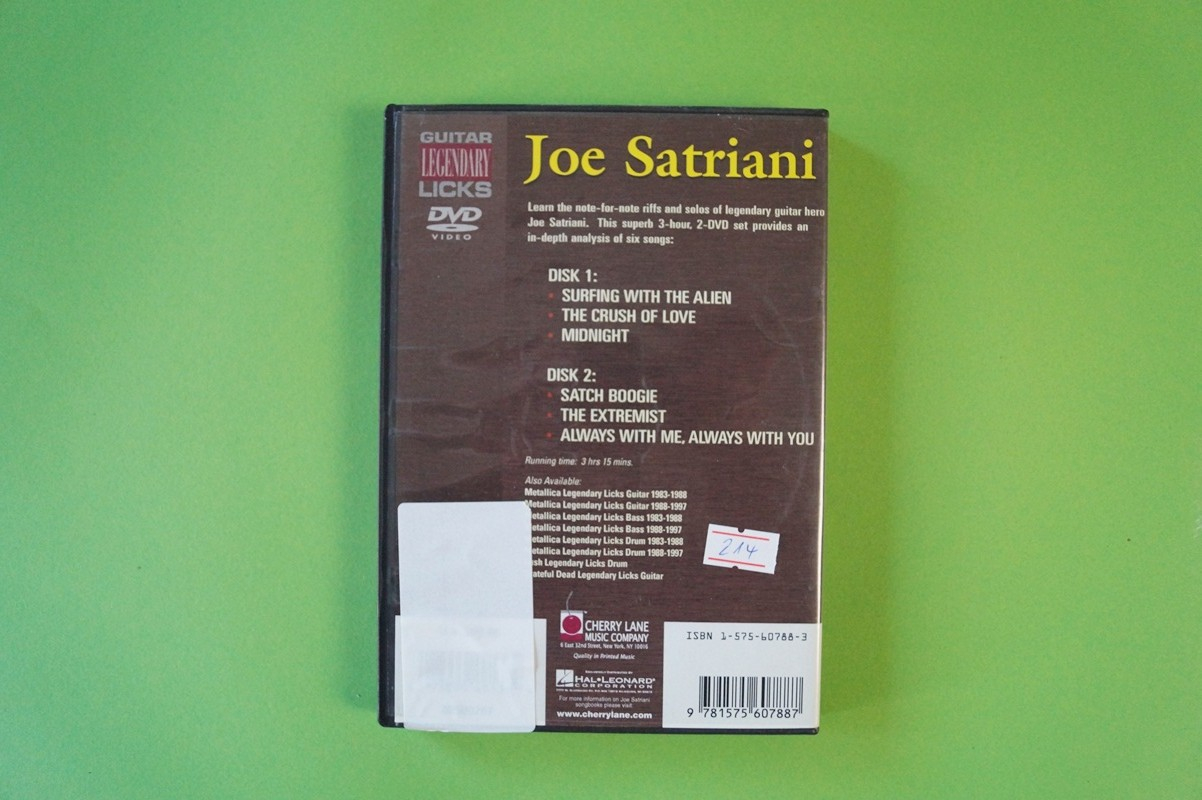 GUITAR
LEGENDARY
LICKS
DVD
VIDEO
Joe Satriani
Learn the note-for-note riffs and solos of legendary guitar hero
Joe Satriani. This superb 3-hour, 2-DVD set provides an
in-depth analysis of six songs:
DISK 1:
• SURFING WITH THE ALIEN
• THE CRUSH OF LOVE
• MIDNIGHT
DISK 2:
• SATCH BOOGIE
• THE EXTREMIST
• ALWAYS WITH ME, ALWAYS WITH YOU
Running time: 3 hrs 15 mins.
Also Available:
Metallica Legendary Licks Guitar 1983-1988
Metallica Legendary Licks Guitar 1988-1997
Metallica Legendary Licks Bass 1983-1988
Metallica Legendary Licks Bass 1988-1997
Metallica Legendary Licks Drum 1983-1988
Metallica Legendary Licks Drum 1988-1997
sh Legendary Licks Drum
ateful Dead Legendary Licks Guitar
214
CHERRY LANE
MUSIC COMPANY
6 East 32nd Street, New York, NY 10016
Quality in Printed Music
HAL•LEONARD®
CORPORATION
For more information on Joe Satriani
songbooks please visit
www.cherrylane.com
ISBN 1-575-60788-3
9 781575 607887